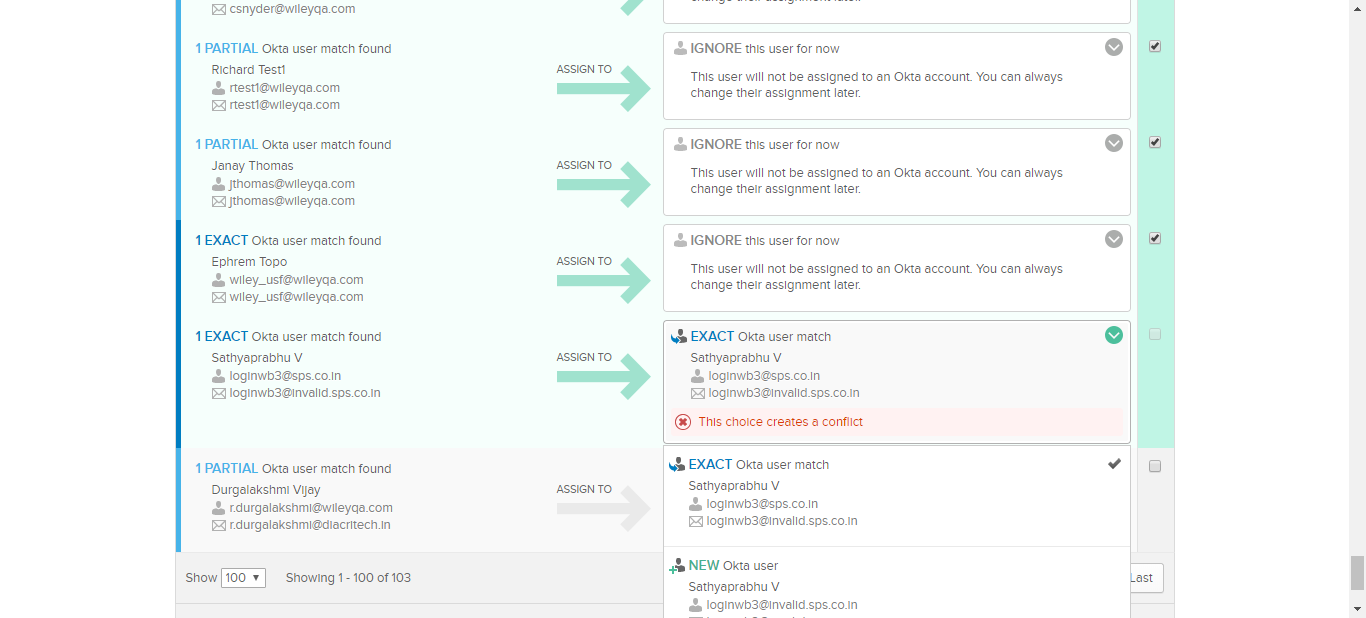 csnyder@wileyqa.com
change their assignment later.
1 PARTIAL Okta user match found
Richard Test1
rtest1@wileyqa.com
rtest1@wileyqa.com
ASSIGN TO
IGNORE this user for now
This user will not be assigned to an Okta account. You can always
change their assignment later.
1 PARTIAL Okta user match found
Janay Thomas
jthomas@wileyqa.com
jthomas@wileyqa.com
ASSIGN TO
IGNORE this user for now
This user will not be assigned to an Okta account. You can always
change their assignment later.
1 EXACT Okta user match found
Ephrem Topo
wiley_usf@wileyqa.com
wiley_usf@wileyqa.com
ASSIGN TO
IGNORE this user for now
This user will not be assigned to an Okta account. You can always
change their assignment later.
1 EXACT Okta user match found
Sathyaprabhu V
loginwb3@sps.co.in
loginwb3@invalid.sps.co.in
ASSIGN TO
EXACT Okta user match
Sathyaprabhu V
loginwb3@sps.co.in
loginwb3@invalid.sps.co.in
This choice creates a conflict
1 PARTIAL Okta user match found
Durgalakshmi Vijay
r.durgalakshmi@wileyqa.com
r.durgalakshmi@diacritech.in
ASSIGN TO
EXACT Okta user match
Sathyaprabhu V
loginwb3@sps.co.in
loginwb3@invalid.sps.co.in
NEW Okta user
Sathyaprabhu V
loginwb3@invalid.sps.co.in
Show 100 Showing 1 - 100 of 103
Last